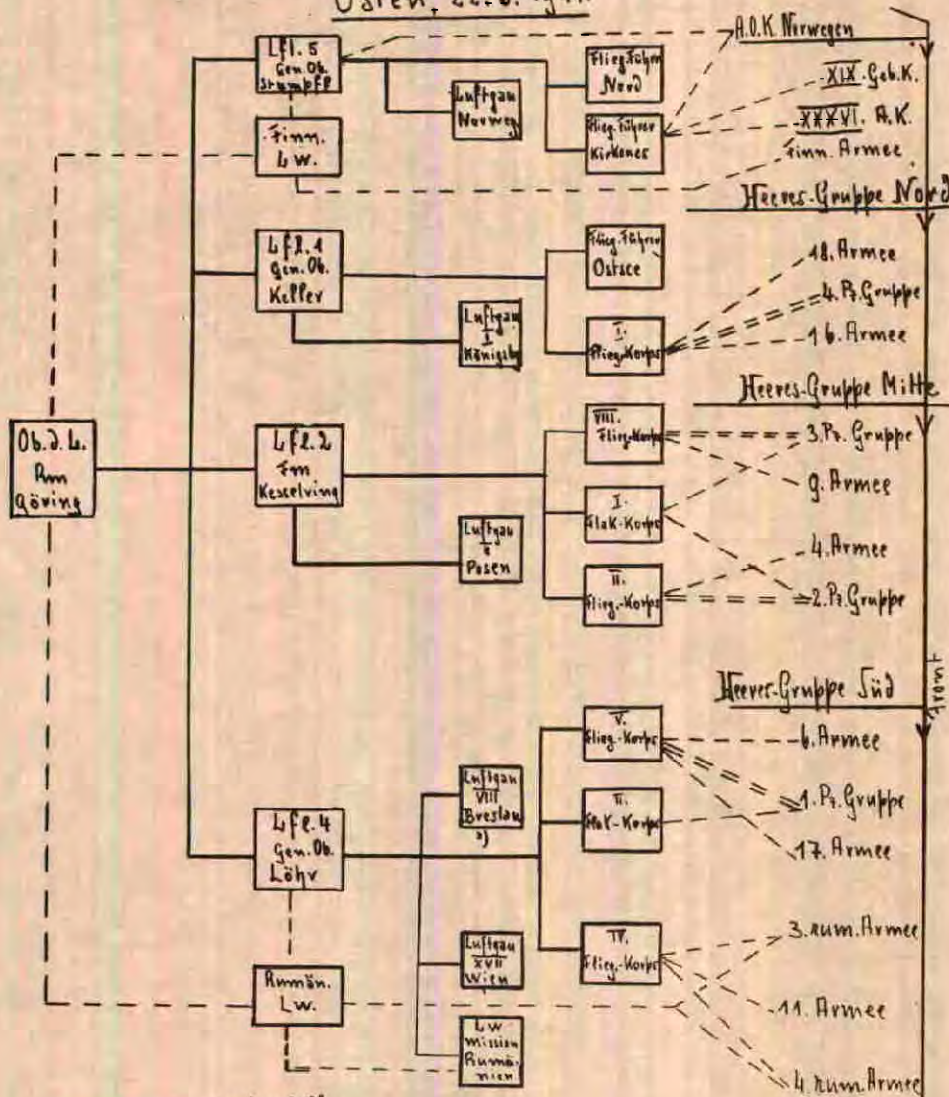 Osten, 22.6.
Lfl. 5
Gen. Ob.
Stumpff
Finn.
L.w.
Luftgau
Norweg
Flieg. Führer
Nord
Flieg. Führer
Kirkenes
A.O.K. Norwegen
XIX. Geb.K.
XXXVI. A.K.
Finn. Armee
Heeres-Gruppe Nord
Lfl. 1
Gen. Ob.
Keller
Luftgau
I
Königsbg
Flieg. Führer
Ostsee
I.
Flieg.-Korps
18. Armee
4. Pz. Gruppe
16. Armee
Heeres-Gruppe Mitte
Ob. d. L.
Rm
Göring
Lfl. 2
Fm
Kesselring
Luftgau
Posen
VIII.
Flieg.-Korps
I.
Flak-Korps
II.
Flieg.-Korps
3. Pz. Gruppe
9. Armee
4. Armee
2. Pz. Gruppe
Heeres-Gruppe Süd
Front
Lfl. 4
Gen. Ob.
Löhr
Luftgau
VIII
Breslau
Luftgau
XVII
Wien
Lw
mission
Rumä-
nien
Rumän.
Lw.
V.
Flieg.-Korps
II.
Flak-Korps
IV.
Flieg.-Korps
6. Armee
1. Pz. Gruppe
17. Armee
3. rum. Armee
11. Armee
4. rum. Armee